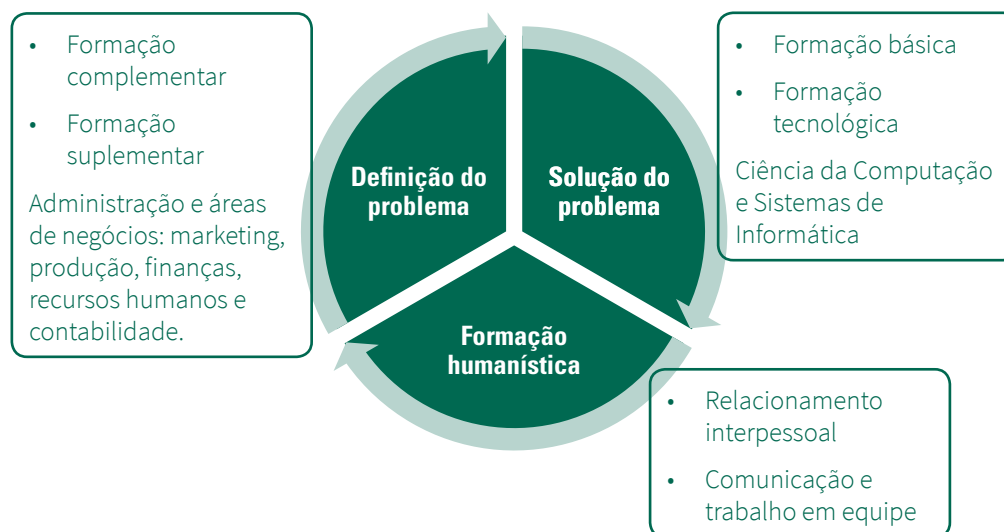 • Formação
complementar
• Formação
suplementar
Administração e áreas
de negócios: marketing,
produção, finanças,
recursos humanos e
contabilidade.
Definição do
problema
Solução do
problema
• Formação básica
• Formação
tecnológica
Ciência da Computação
e Sistemas de
Informática
Formação
humanística
• Relacionamento
interpessoal
• Comunicação e
trabalho em equipe